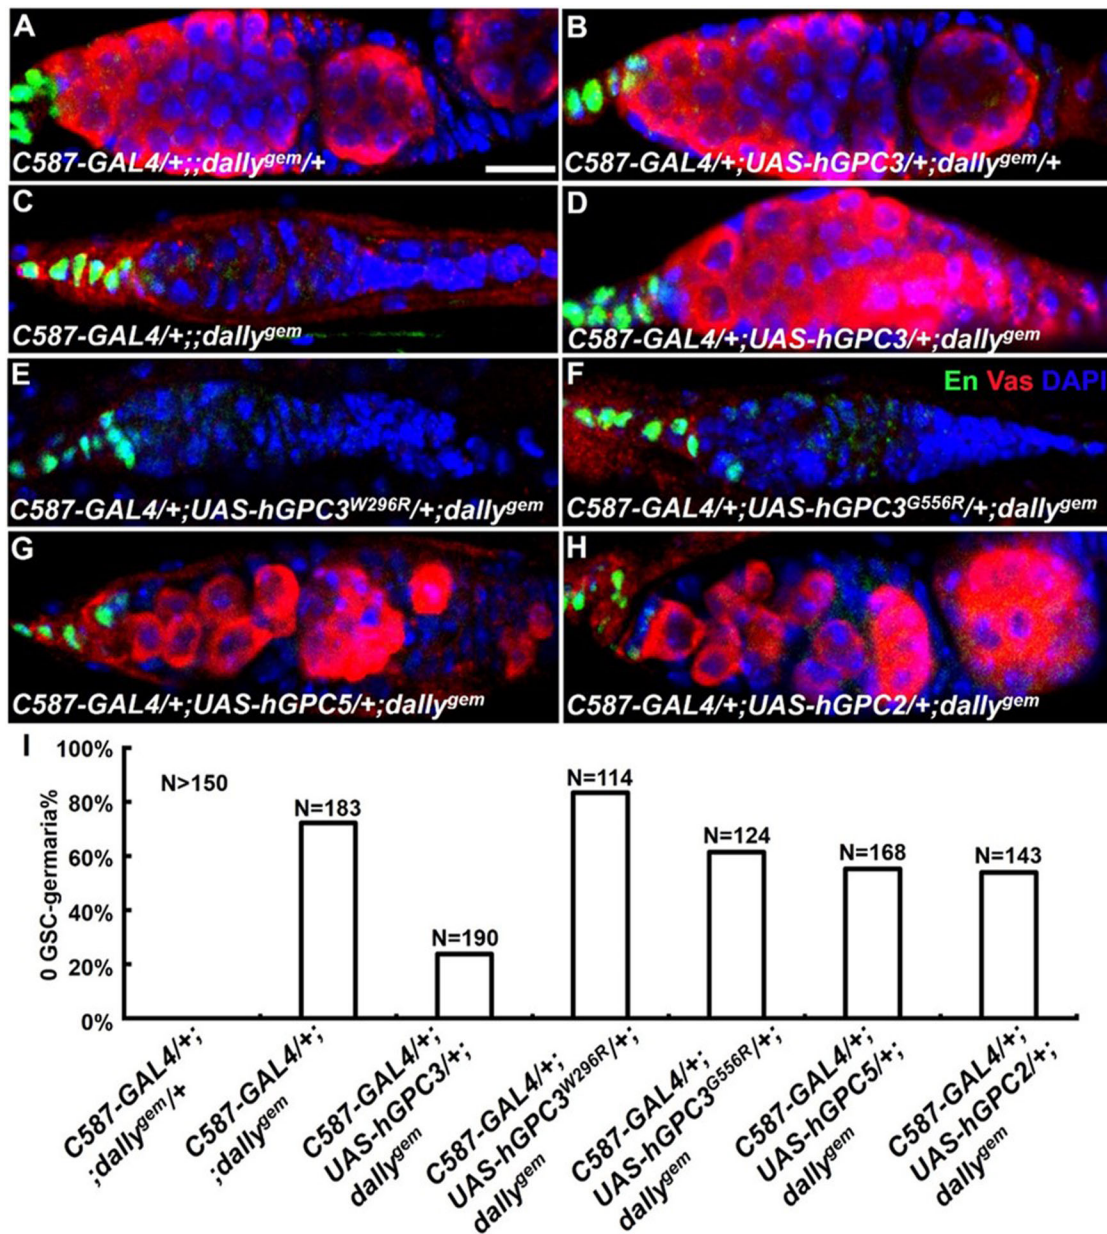 A
C587-GAL4/+;;dallygem/+
B
C587-GAL4/+;UAS-hGPC3/+;dallygem/+
C
C587-GAL4/+;;dallygem
D
C587-GAL4/+;UAS-hGPC3/+;dallygem
E
C587-GAL4/+;UAS-hGPC3W296R/+;dallygem
F
En Vas DAPI
C587-GAL4/+;UAS-hGPC3G556R/+;dallygem
G
C587-GAL4/+;UAS-hGPC5/+;dallygem
H
C587-GAL4/+;UAS-hGPC2/+;dallygem
I
0 GSC-germaria%
100%
80%
60%
40%
20%
0%
N>150
N=183
N=190
N=114
N=124
N=168
N=143
C587-GAL4/+;
;dallygem/+
C587-GAL4/+;
;dallygem
C587-GAL4/+;
UAS-hGPC3/+;
dallygem
C587-GAL4/+;
UAS-hGPC3W296R/+;
dallygem
C587-GAL4/+;
UAS-hGPC3G556R/+;
dallygem
C587-GAL4/+;
UAS-hGPC5/+;
dallygem
C587-GAL4/+;
UAS-hGPC2/+;
dallygem